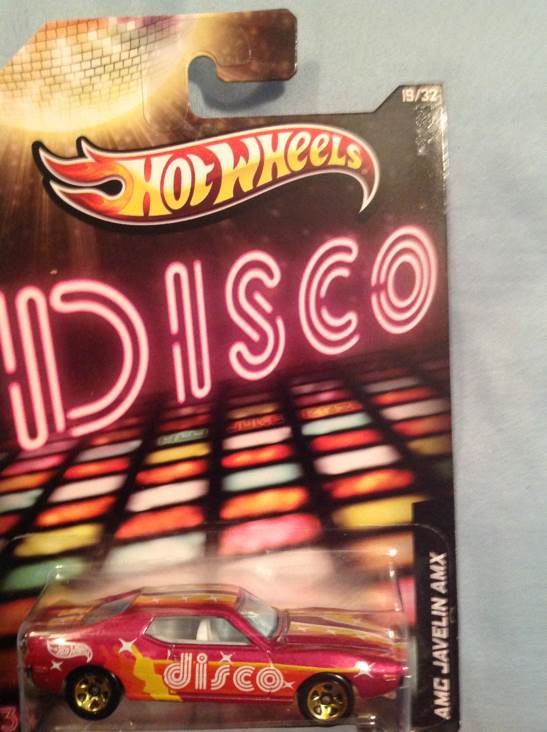 19/32
HOT WHEELS
DISCO
AMC JAVELIN AMX
disco